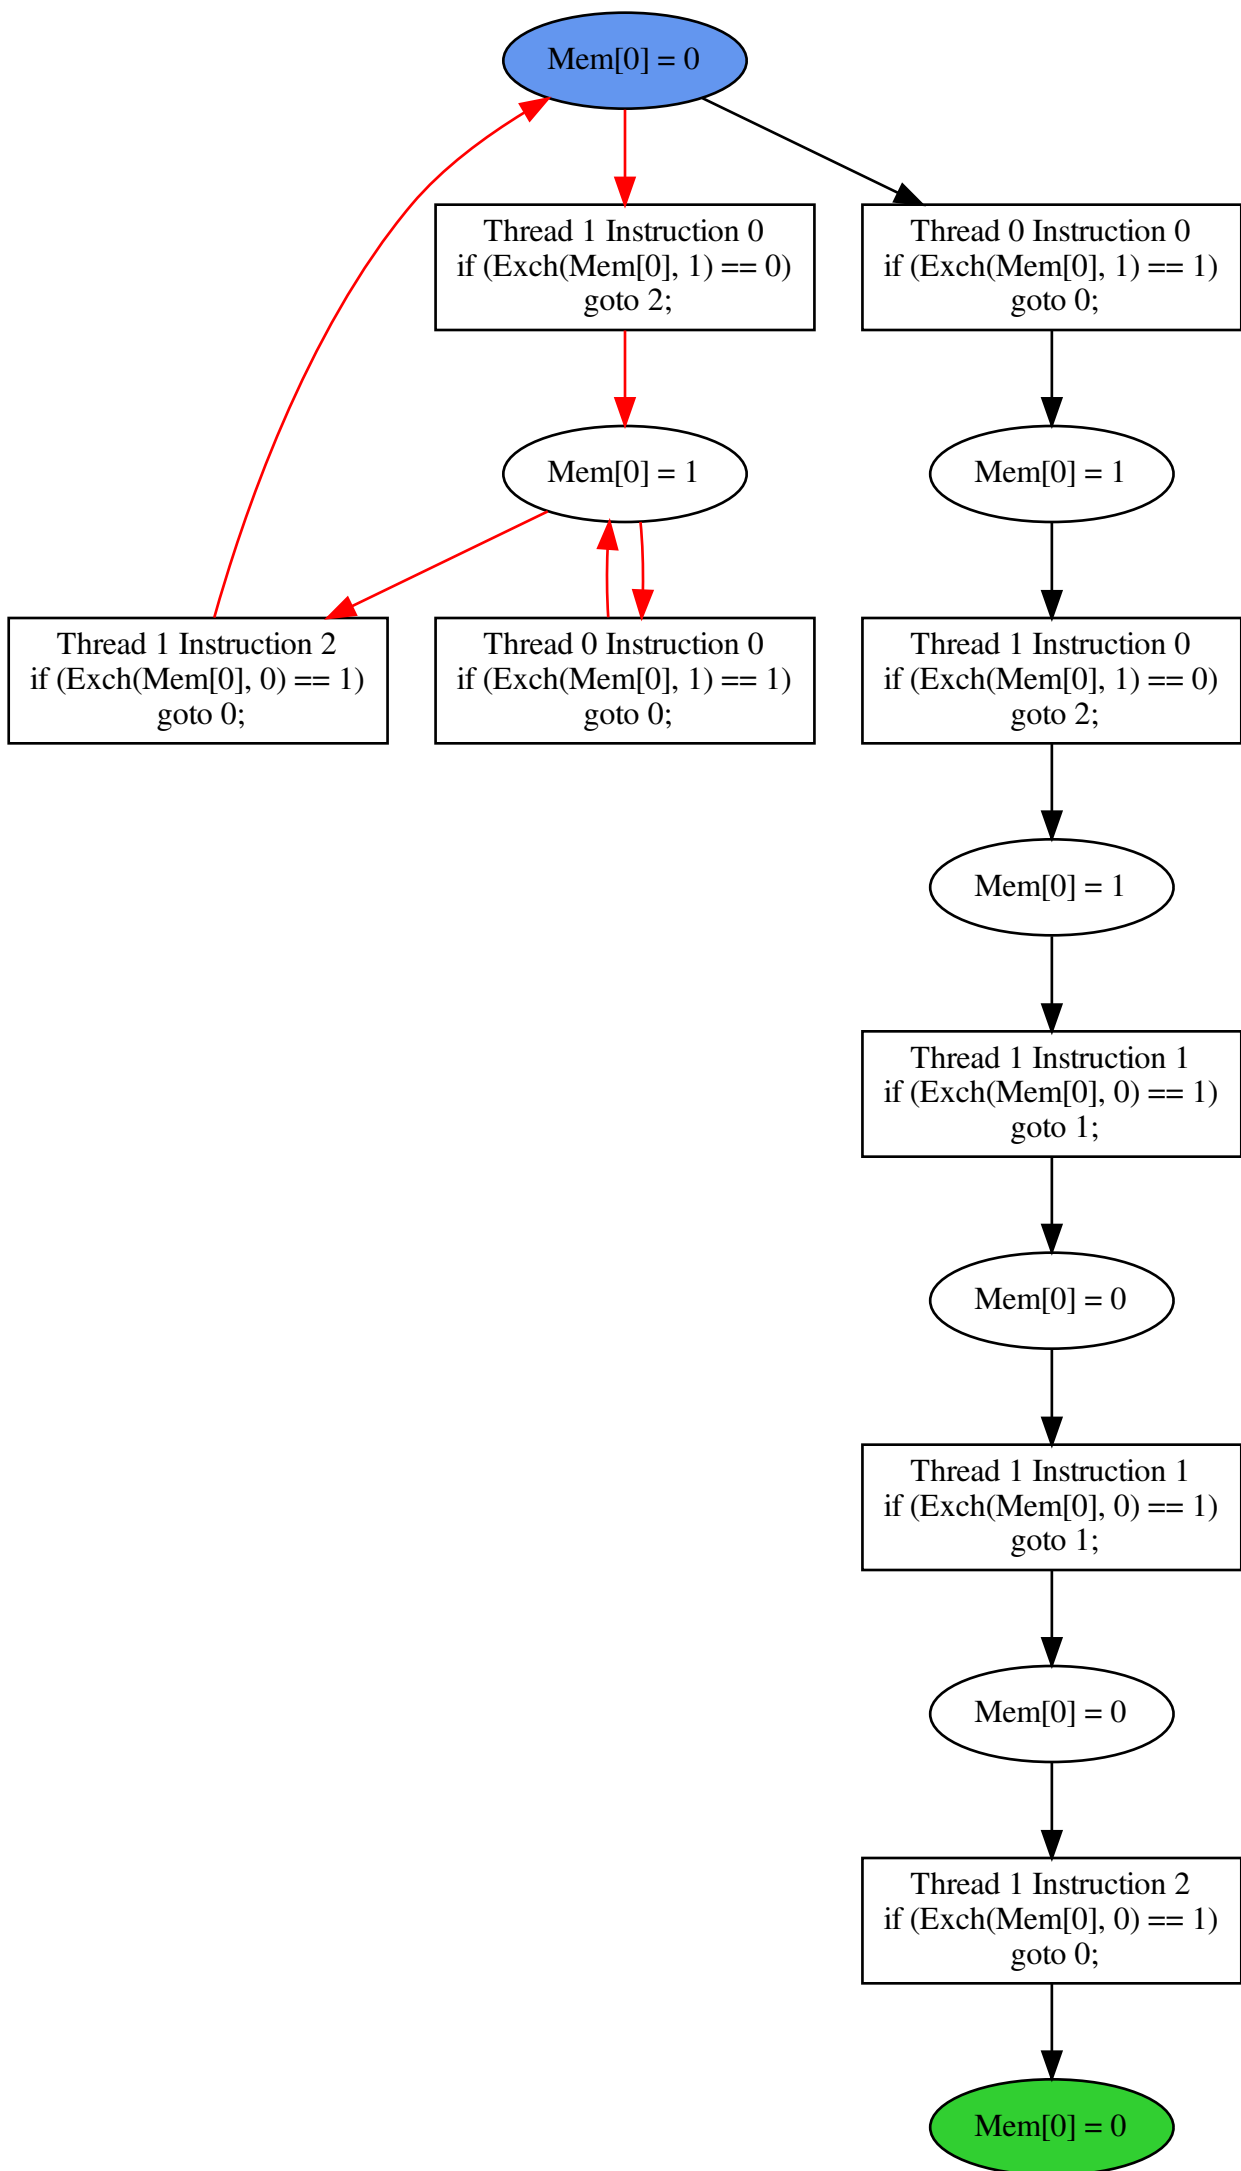 Mem[0] = 0
Thread 1 Instruction 0
if (Exch(Mem[0], 1) == 0)
goto 2;
Thread 0 Instruction 0
if (Exch(Mem[0], 1) == 1)
goto 0;
Mem[0] = 1
Mem[0] = 1
Thread 1 Instruction 2
if (Exch(Mem[0], 0) == 1)
goto 0;
Thread 0 Instruction 0
if (Exch(Mem[0], 1) == 1)
goto 0;
Thread 1 Instruction 0
if (Exch(Mem[0], 1) == 0)
goto 2;
Mem[0] = 1
Thread 1 Instruction 1
if (Exch(Mem[0], 0) == 1)
goto 1;
Mem[0] = 0
Thread 1 Instruction 1
if (Exch(Mem[0], 0) == 1)
goto 1;
Mem[0] = 0
Thread 1 Instruction 2
if (Exch(Mem[0], 0) == 1)
goto 0;
Mem[0] = 0